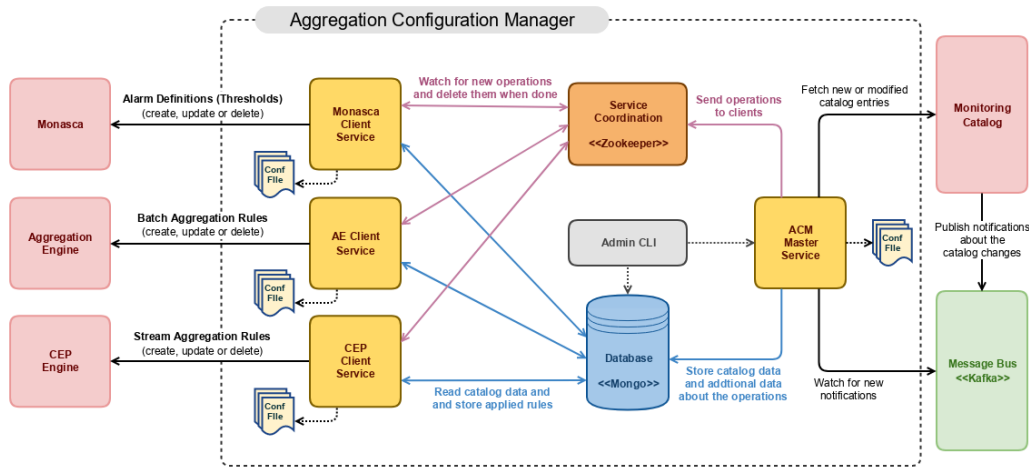 Aggregation Configuration Manager
Monasca
Alarm Definitions (Thresholds)
(create, update or delete)
Monasca
Client
Service
Conf
FIle
Watch for new operations
and delete them when done
Service
Coordination
<<Zookeeper>>
Send operations
to clients
Fetch new or modified
catalog entries
Monitoring
Catalog
Aggregation
Engine
Batch Aggregation Rules
(create, update or delete)
AE Client
Service
Conf
FIle
Admin CLI
ACM
Master
Service
Conf
FIle
Publish notifications
about the
catalog changes
CEP
Engine
Stream Aggregation Rules
(create, update or delete)
CEP
Client
Service
Conf
FIle
Read catalog data and
and store applied rules
Database
<<Mongo>>
Store catalog data
and addtional data
about the operations
Watch for new
notifications
Message Bus
<<Kafka>>